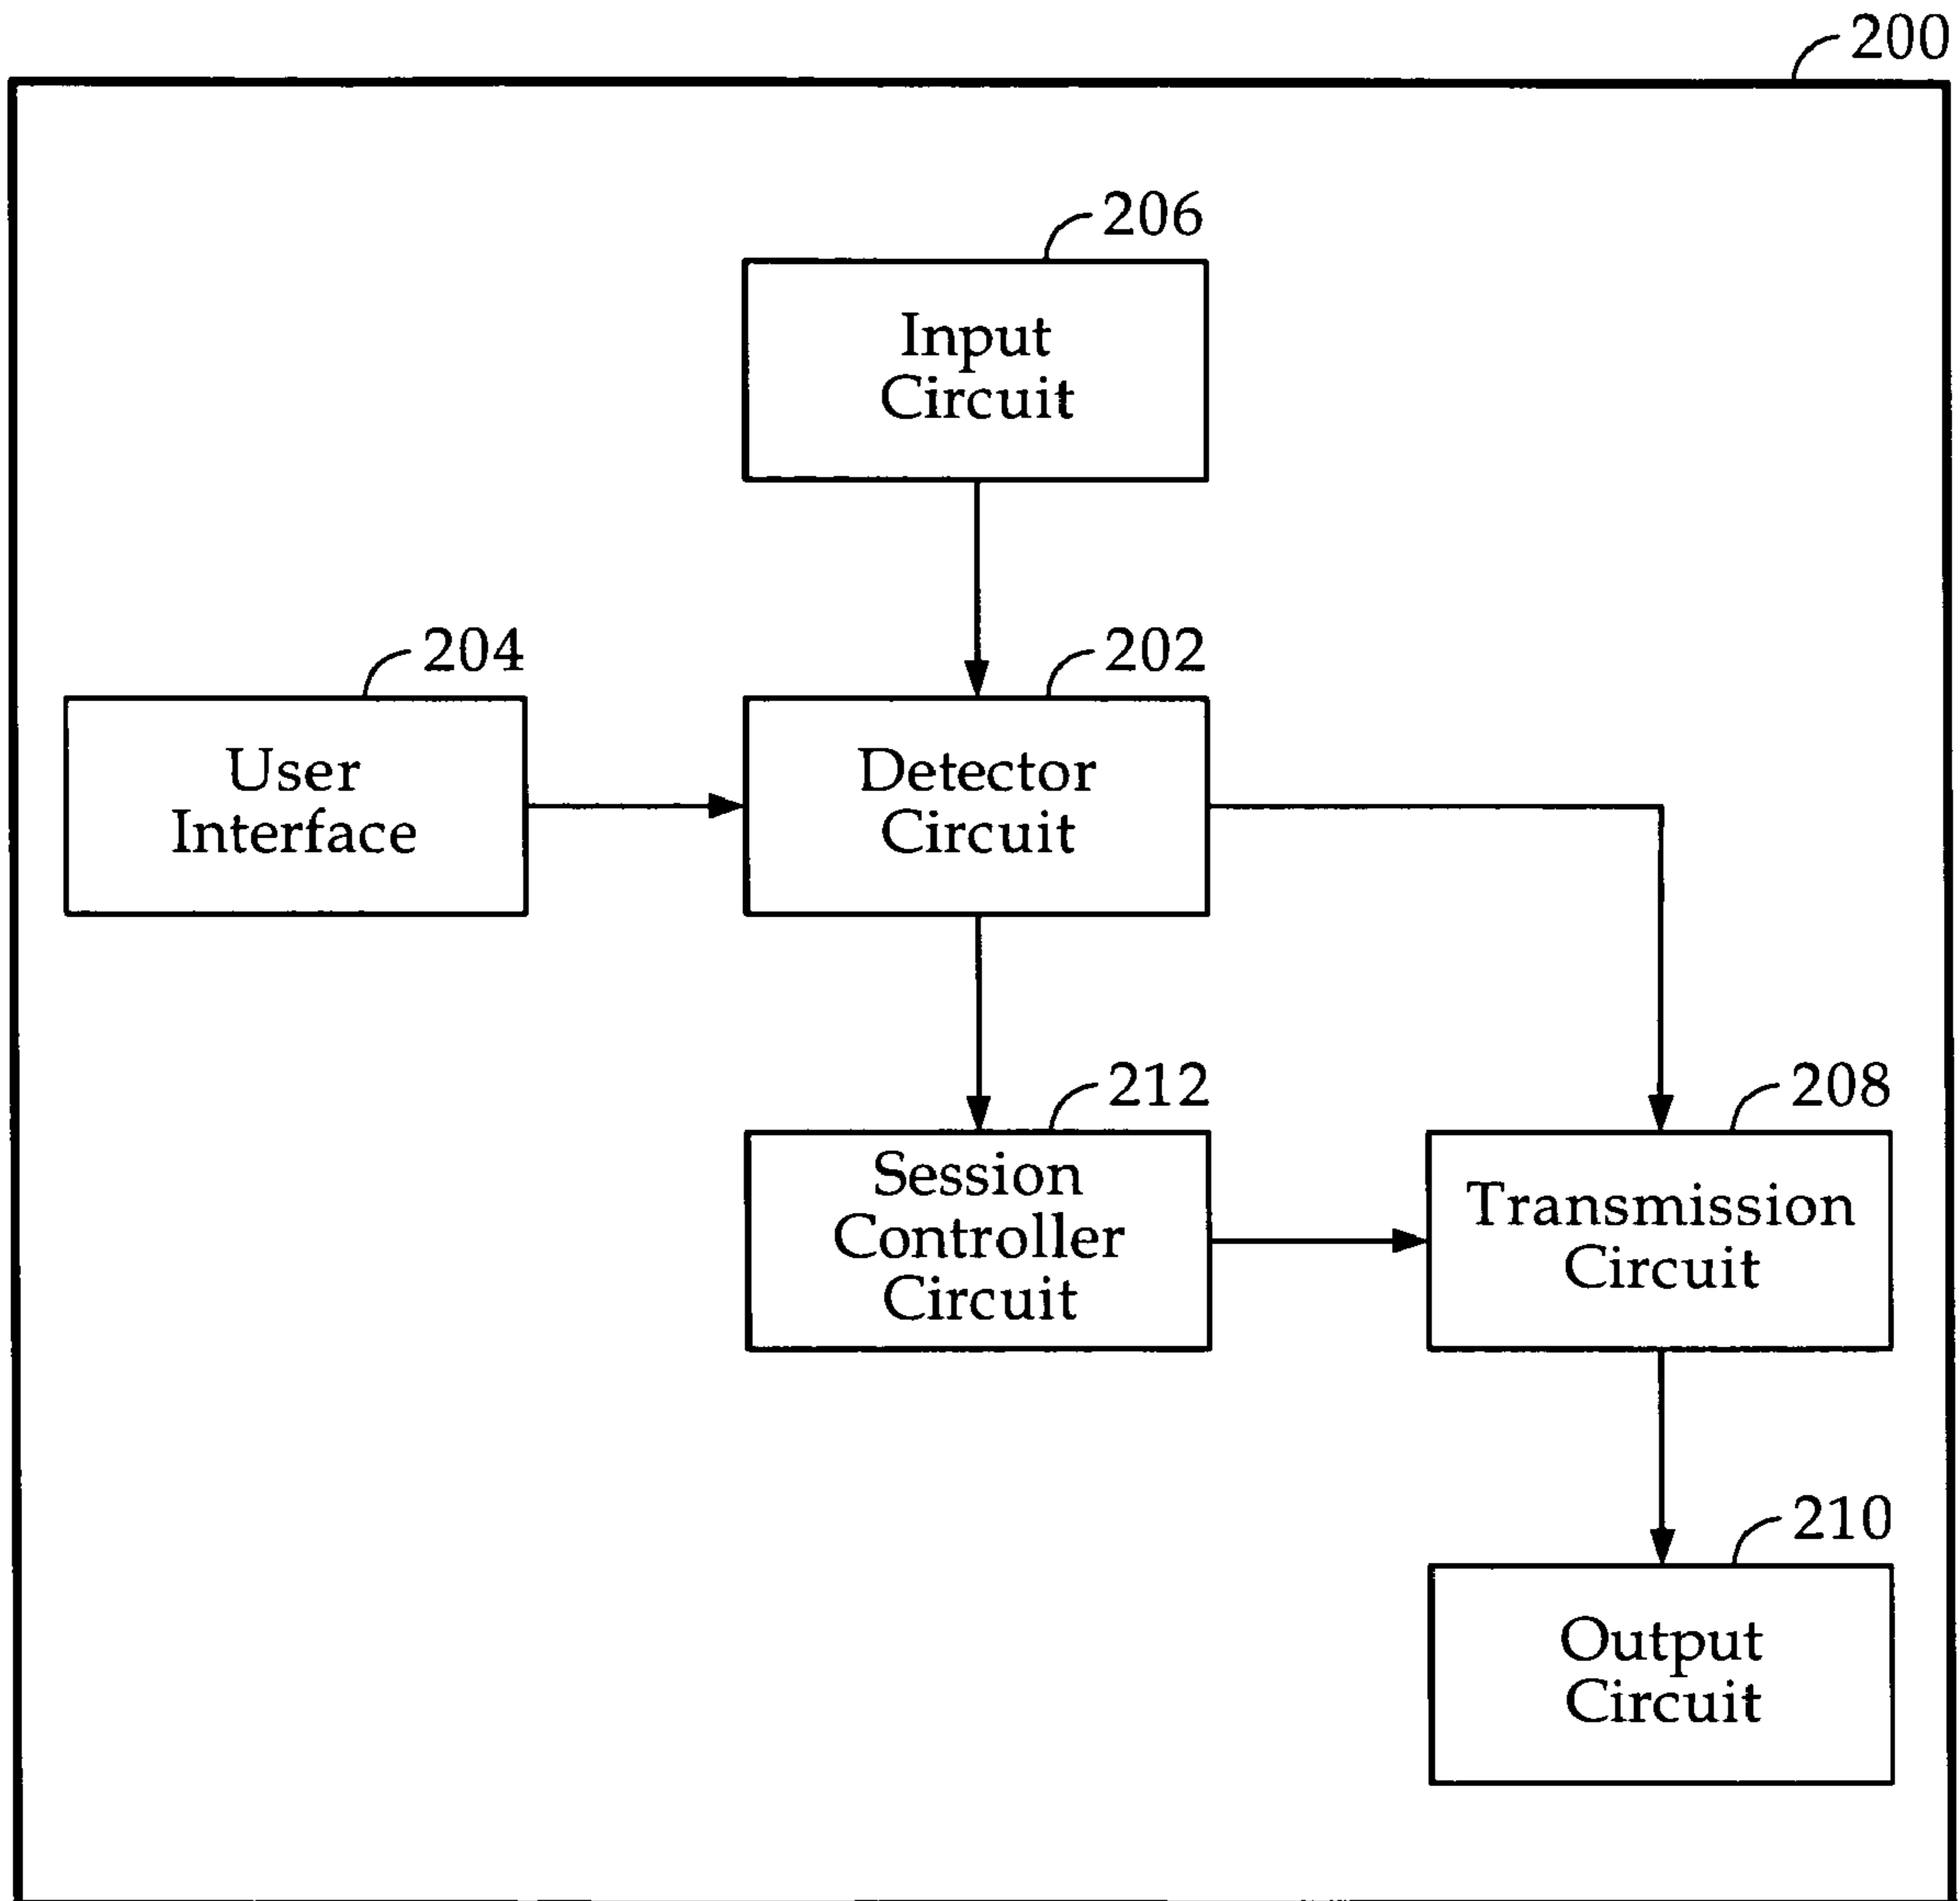 200
206
Input
Circuit
204
202
User
Interface
Detector
Circuit
212
208
Session
Controller
Circuit
Transmission
Circuit
210
Output
Circuit